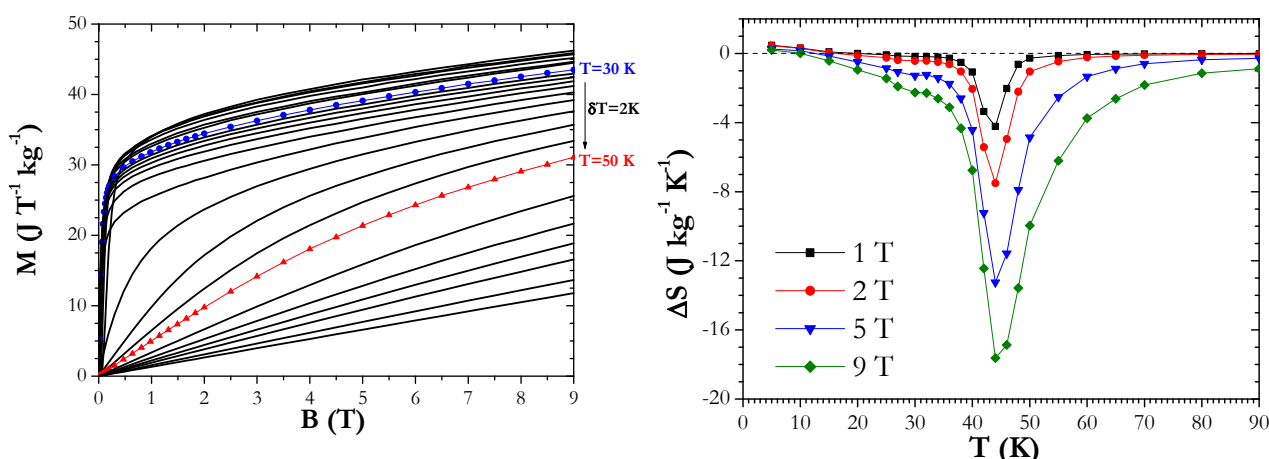 50
40
30
20
10
0
M (J T⁻¹ kg⁻¹)
0 1 2 3 4 5 6 7 8 9
B (T)
T=30 K
δT=2K
T=50 K
0
-4
-8
-12
-16
-20
ΔS (J kg⁻¹ K⁻¹)
1 T
2 T
5 T
9 T
0 10 20 30 40 50 60 70 80 90
T (K)